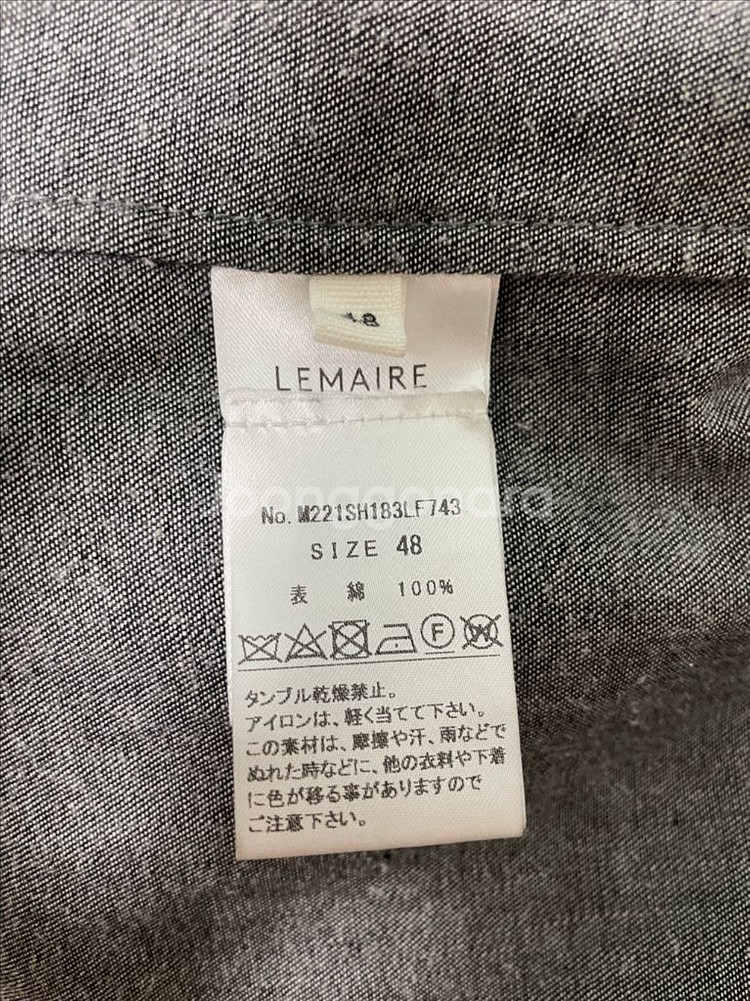 LEMAIRE
No. M221SH183LF743
SIZE 48
表 綿 100%
F
W
タンブル乾燥禁止。
アイロンは、軽く当てて下さい。
この素材は、摩擦や汗、雨などで
ぬれた時などに、他の衣料や下着
に色が移る事がありますので
ご注意下さい。